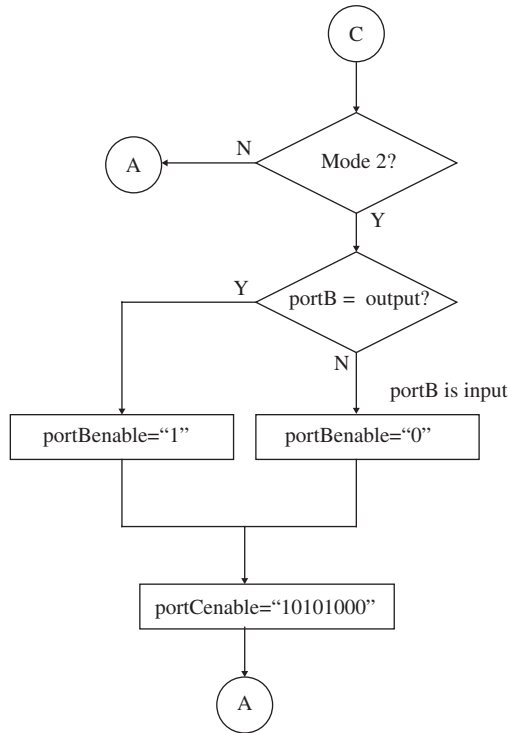 C
N
A
Mode 2?
Y
Y
portB = output?
N
portB is input
portBenable=“1”
portBenable=“0”
portCenable=“10101000”
A